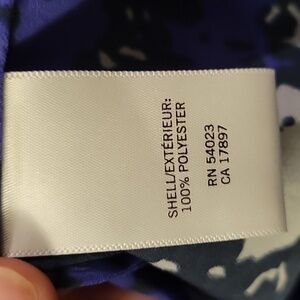 SHELL/EXTÉRIEUR:
100% POLYESTER
RN 54023
CA 17897